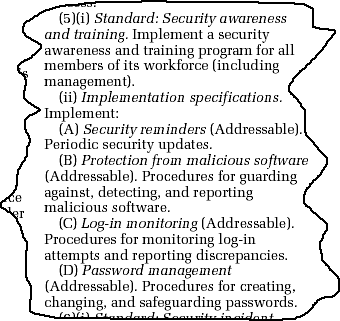 (5)(i) Standard: Security awareness
and training. Implement a security
awareness and training program for all
members of its workforce (including
management).
(ii) Implementation specifications.
Implement:
(A) Security reminders (Addressable).
Periodic security updates.
(B) Protection from malicious software
(Addressable). Procedures for guarding
against, detecting, and reporting
malicious software.
(C) Log-in monitoring (Addressable).
Procedures for monitoring log-in
attempts and reporting discrepancies.
(D) Password management
(Addressable). Procedures for creating,
changing, and safeguarding passwords.
(6)(i) Standard: Security incident